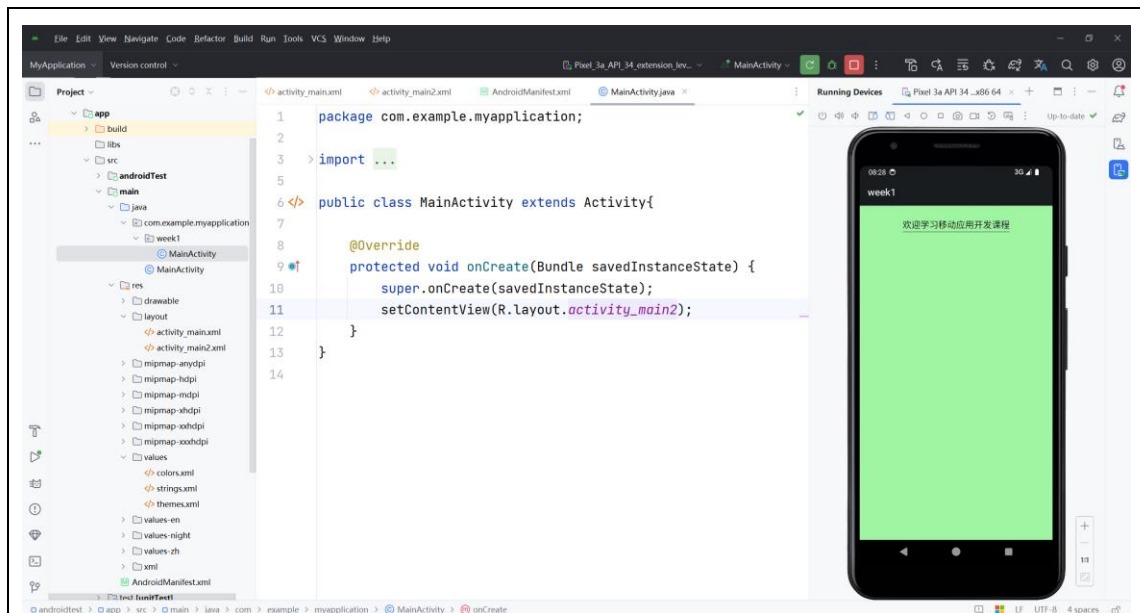 File Edit View Navigate Code Refactor Build Run Tools VCS Window Help
MyApplication Version control Pixel_3a_API_34_extension_lev... MainActivity
Project
activity_main.xml activity_main2.xml AndroidManifest.xml MainActivity.java
Running Devices Pixel 3a API 34 ...x86 64
Up-to-date
app
build
libs
src
androidTest
main
java
com.example.myapplication
week1
MainActivity
MainActivity
res
drawable
layout
activity_main.xml
activity_main2.xml
mipmap-anydpi
mipmap-hdpi
mipmap-mdpi
mipmap-xhdpi
mipmap-xxhdpi
mipmap-xxxhdpi
values
colors.xml
strings.xml
themes.xml
values-en
values-night
values-zh
xml
AndroidManifest.xml
test [unitTest]
1 package com.example.myapplication;
2
3 import ...
5
6 public class MainActivity extends Activity{
7
8 @Override
9 protected void onCreate(Bundle savedInstanceState) {
10 super.onCreate(savedInstanceState);
11 setContentView(R.layout.activity_main2);
12 }
13 }
14
08:28 3G
week1
欢迎学习移动应用开发课程
1:1
androidtest > app > src > main > java > com > example > myapplication > MainActivity > onCreate
LF UTF-8 4 spaces